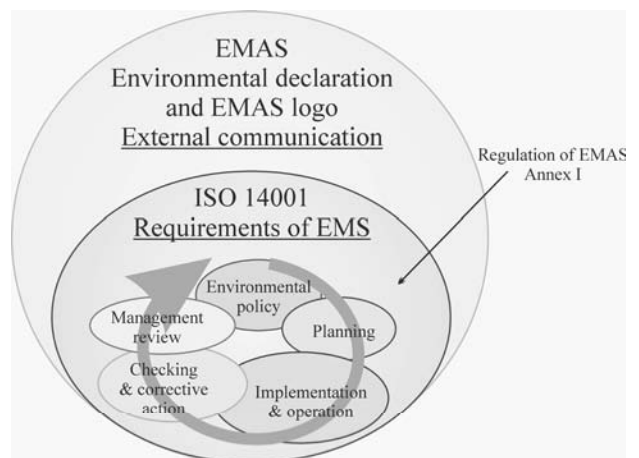 EMAS
Environmental declaration
and EMAS logo
External communication
Regulation of EMAS
Annex I
ISO 14001
Requirements of EMS
Environmental
policy
Management
review
Planning
Checking
& corrective
action
Implementation
& operation